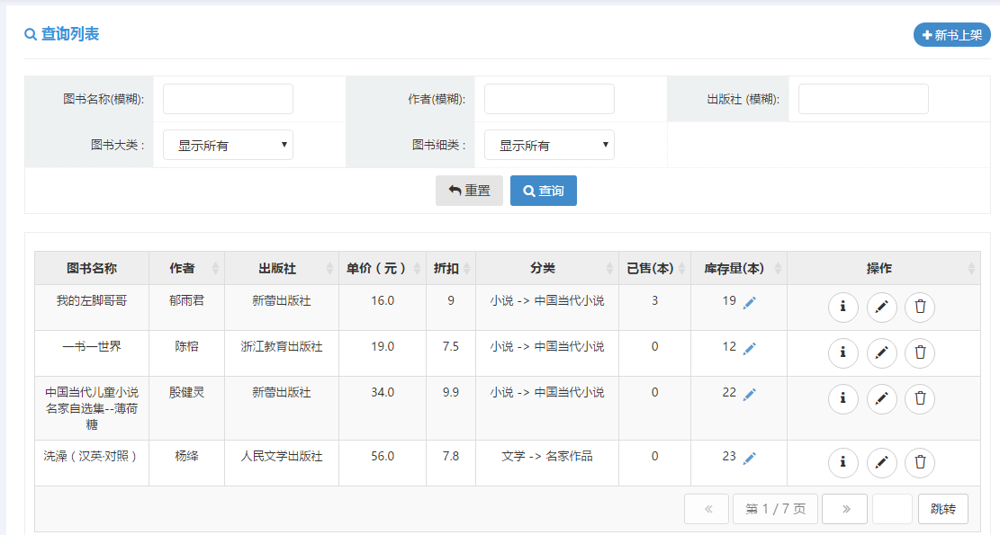 查询列表
新书上架
图书名称(模糊): 作者(模糊): 出版社 (模糊):
图书大类 : 显示所有 图书细类 : 显示所有
重置 查询
图书名称 作者 出版社 单价（元） 折扣 分类 已售(本) 库存量(本) 操作
我的左脚哥哥 郁雨君 新蕾出版社 16.0 9 小说 -> 中国当代小说 3 19
一书一世界 陈榕 浙江教育出版社 19.0 7.5 小说 -> 中国当代小说 0 12
中国当代儿童小说
名家自选集--薄荷
糖
殷健灵 新蕾出版社 34.0 9.9 小说 -> 中国当代小说 0 22
洗澡（汉英·对照） 杨绛 人民文学出版社 56.0 7.8 文学 -> 名家作品 0 23
« 第 1 / 7 页 » 跳转